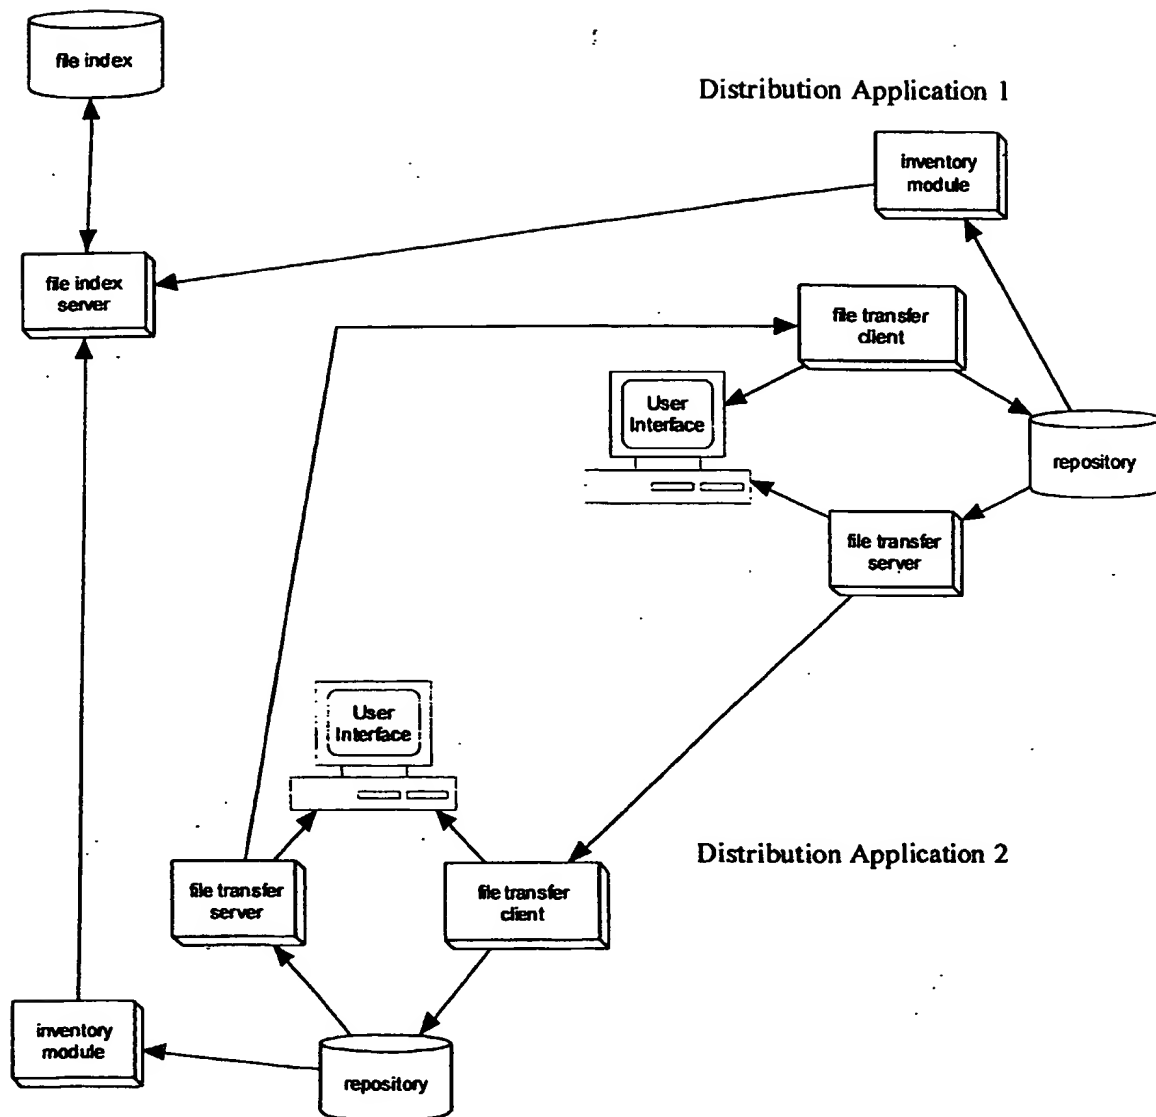 file index
Distribution Application 1
inventory
module
file index
server
file transfer
client
User
Interface
repository
file transfer
server
User
Interface
Distribution Application 2
file transfer
server
file transfer
client
inventory
module
repository